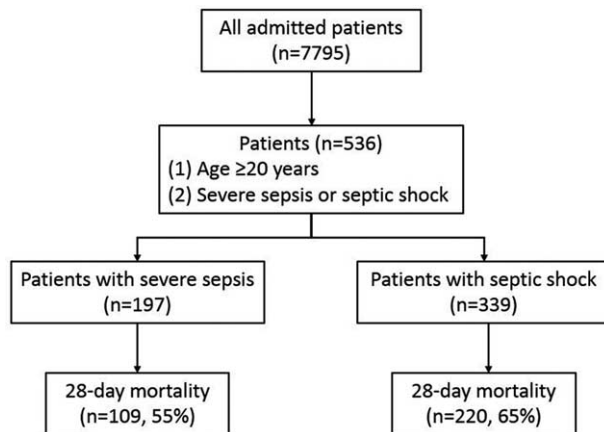 All admitted patients
(n=7795)
Patients (n=536)
(1) Age ≥20 years
(2) Severe sepsis or septic shock
Patients with severe sepsis
(n=197)
Patients with septic shock
(n=339)
28-day mortality
(n=109, 55%)
28-day mortality
(n=220, 65%)